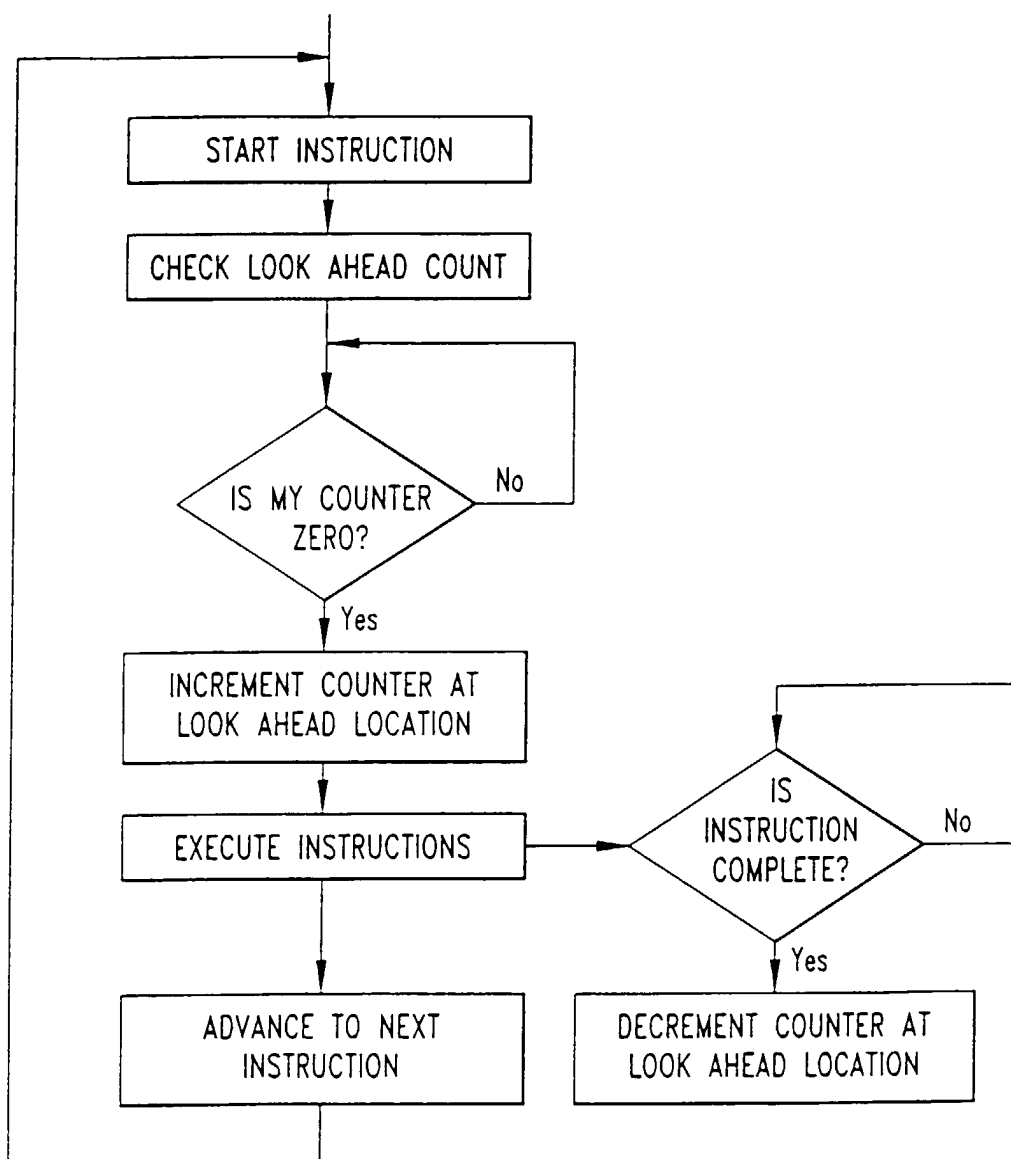 START INSTRUCTION
CHECK LOOK AHEAD COUNT
IS MY COUNTER
ZERO?
No
Yes
INCREMENT COUNTER AT
LOOK AHEAD LOCATION
EXECUTE INSTRUCTIONS
IS
INSTRUCTION
COMPLETE?
No
Yes
ADVANCE TO NEXT
INSTRUCTION
DECREMENT COUNTER AT
LOOK AHEAD LOCATION